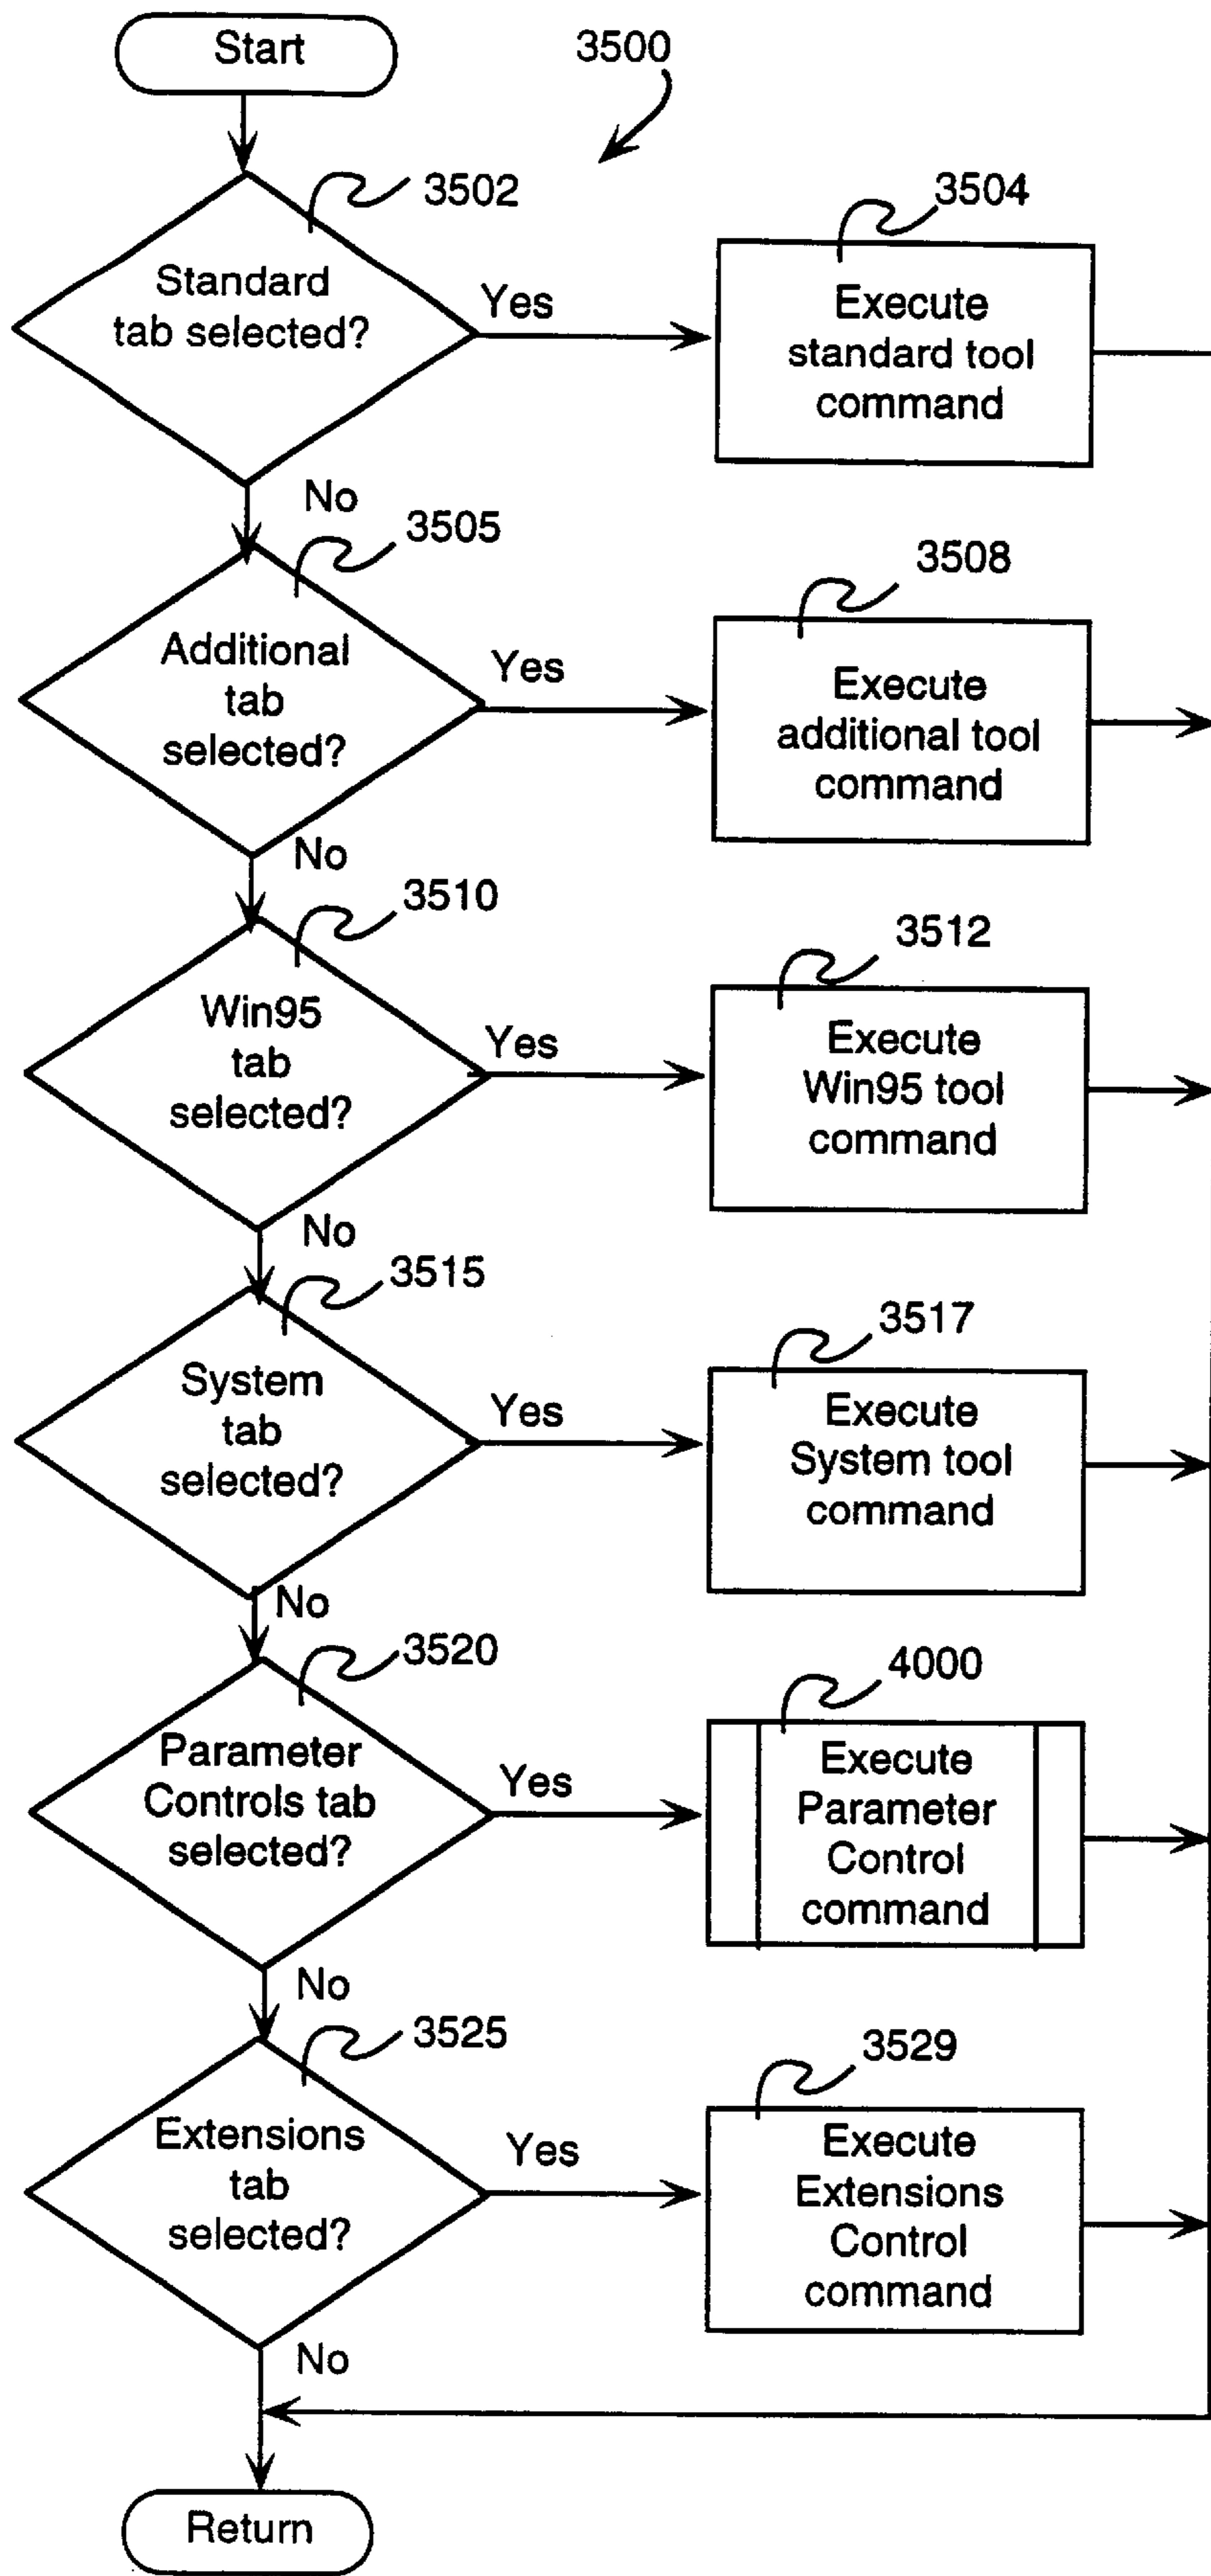 Start
3500
3502
Standard
tab selected?
Yes
3504
Execute
standard tool
command
No
3505
Additional
tab
selected?
Yes
3508
Execute
additional tool
command
No
3510
Win95
tab
selected?
Yes
3512
Execute
Win95 tool
command
No
3515
System
tab
selected?
Yes
3517
Execute
System tool
command
No
3520
Parameter
Controls tab
selected?
Yes
4000
Execute
Parameter
Control
command
No
3525
Extensions
tab
selected?
Yes
3529
Execute
Extensions
Control
command
No
Return